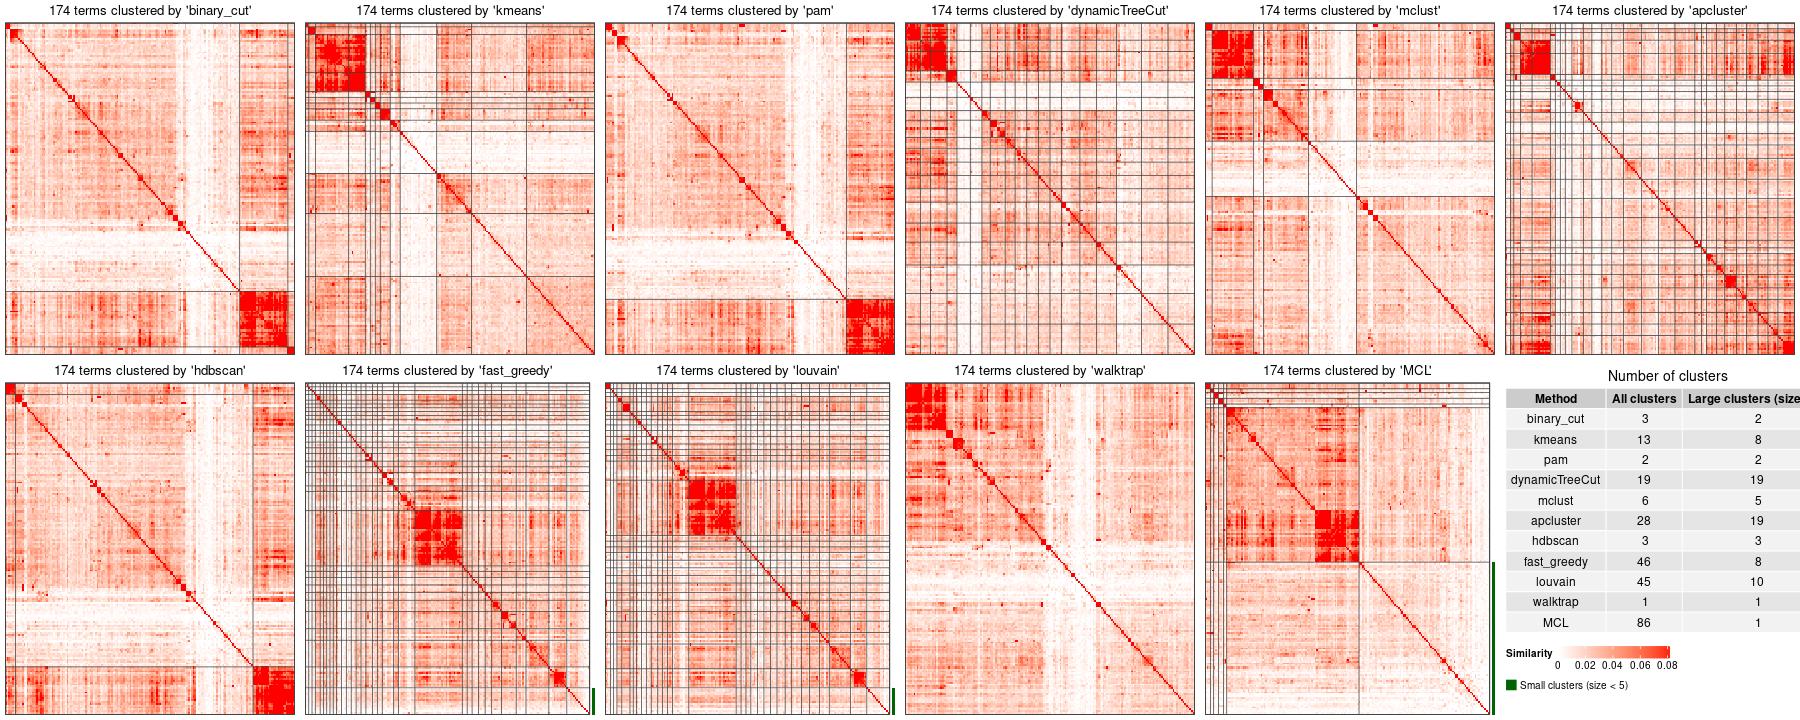 174 terms clustered by 'binary_cut'
174 terms clustered by 'kmeans'
174 terms clustered by 'pam'
174 terms clustered by 'dynamicTreeCut'
174 terms clustered by 'mclust'
174 terms clustered by 'apcluster'
174 terms clustered by 'hdbscan'
174 terms clustered by 'fast_greedy'
174 terms clustered by 'louvain'
174 terms clustered by 'walktrap'
174 terms clustered by 'MCL'
Number of clusters
Method All clusters Large clusters (size
binary_cut 3 2
kmeans 13 8
pam 2 2
dynamicTreeCut 19 19
mclust 6 5
apcluster 28 19
hdbscan 3 3
fast_greedy 46 8
louvain 45 10
walktrap 1 1
MCL 86 1
Similarity
0 0.02 0.04 0.06 0.08
Small clusters (size < 5)